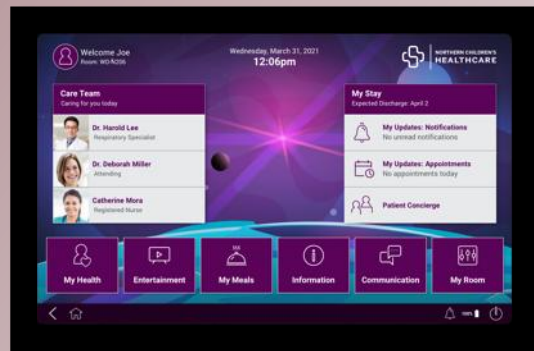 Welcome Joe
Room: WD-N206
Wednesday, March 31, 2021
12:06pm
NORTHERN CHILDREN'S
HEALTHCARE
Care Team
Caring for you today
Dr. Harold Lee
Respiratory Specialist
Dr. Deborah Miller
Attending
Catherine Mora
Registered Nurse
My Stay
Expected Discharge: April 2
My Updates: Notifications
No unread notifications
My Updates: Appointments
No appointments today
Patient Concierge
My Health
Entertainment
My Meals
Information
Communication
My Room
100%